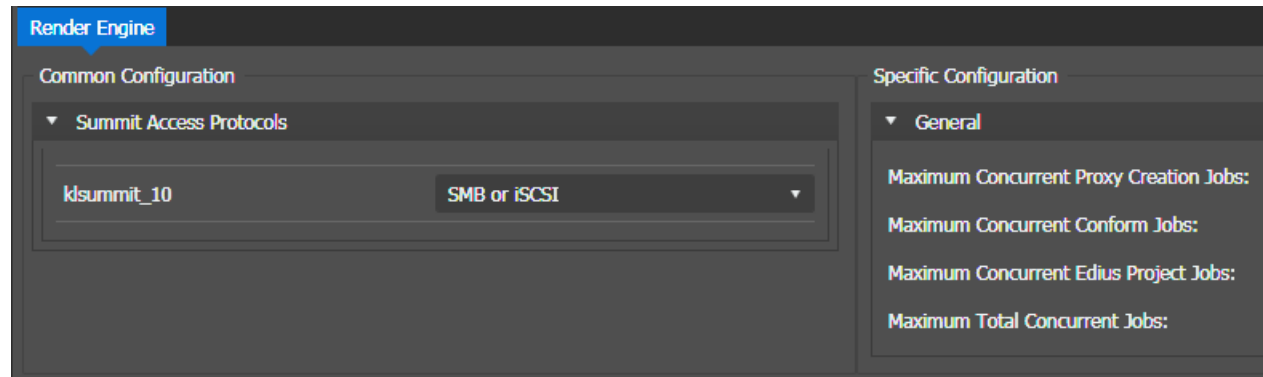 Render Engine
Common Configuration
Summit Access Protocols
klsummit_10
SMB or iSCSI
Specific Configuration
General
Maximum Concurrent Proxy Creation Jobs:
Maximum Concurrent Conform Jobs:
Maximum Concurrent Edius Project Jobs:
Maximum Total Concurrent Jobs: